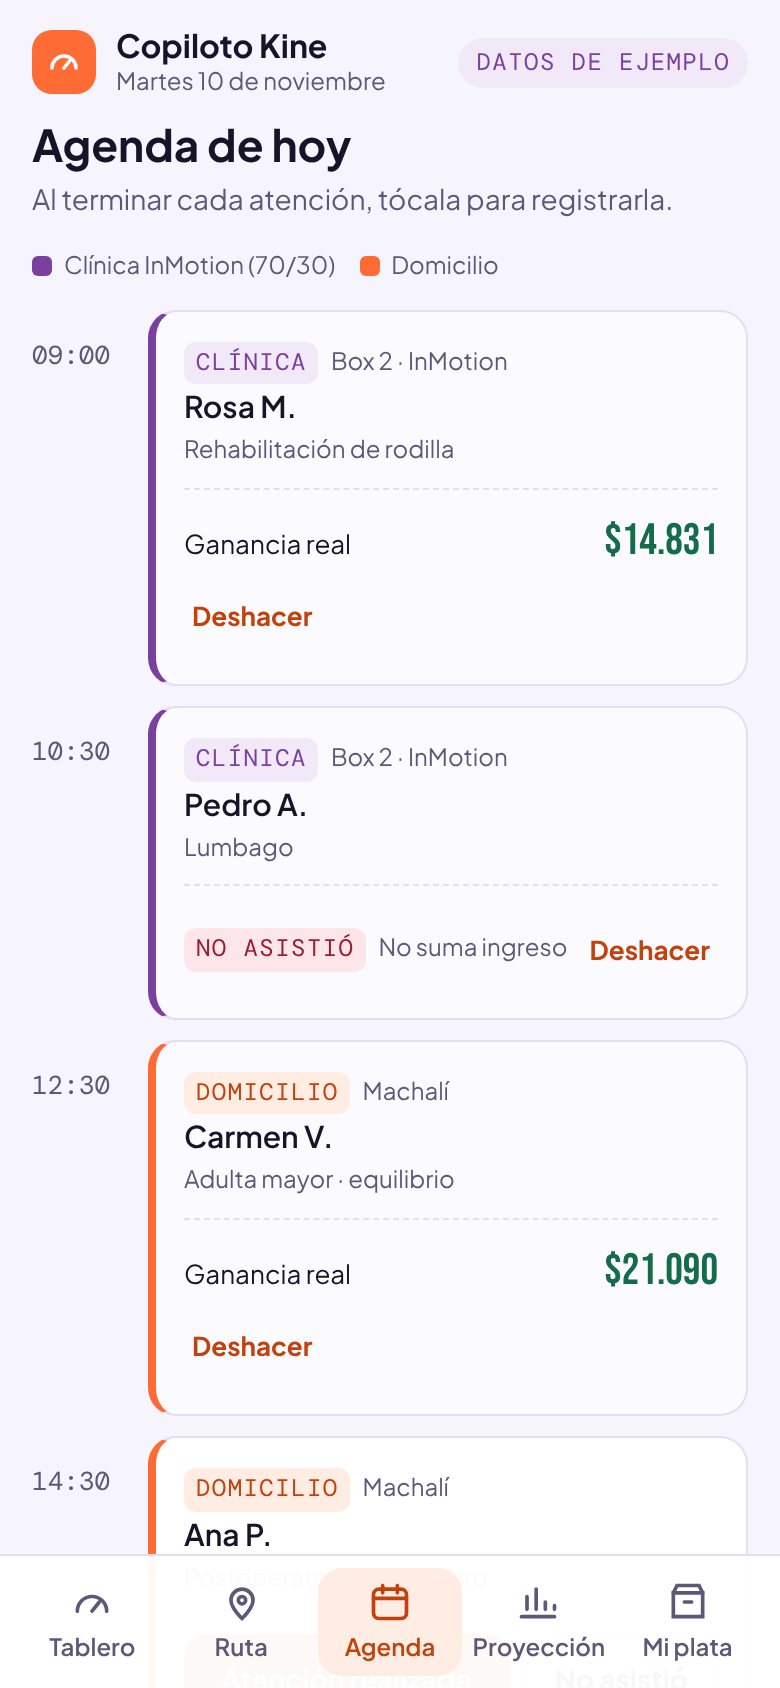 Copiloto Kine
Martes 10 de noviembre
DATOS DE EJEMPLO
Agenda de hoy
Al terminar cada atención, tócala para registrarla.
Clínica InMotion (70/30)
Domicilio
09:00
CLÍNICA Box 2 · InMotion
Rosa M.
Rehabilitación de rodilla
Ganancia real $14.831
Deshacer
10:30
CLÍNICA Box 2 · InMotion
Pedro A.
Lumbago
NO ASISTIÓ No suma ingreso Deshacer
12:30
DOMICILIO Machalí
Carmen V.
Adulta mayor · equilibrio
Ganancia real $21.090
Deshacer
14:30
DOMICILIO Machalí
Ana P.
Atención realizada No asistió
Tablero Ruta Agenda Proyección Mi plata